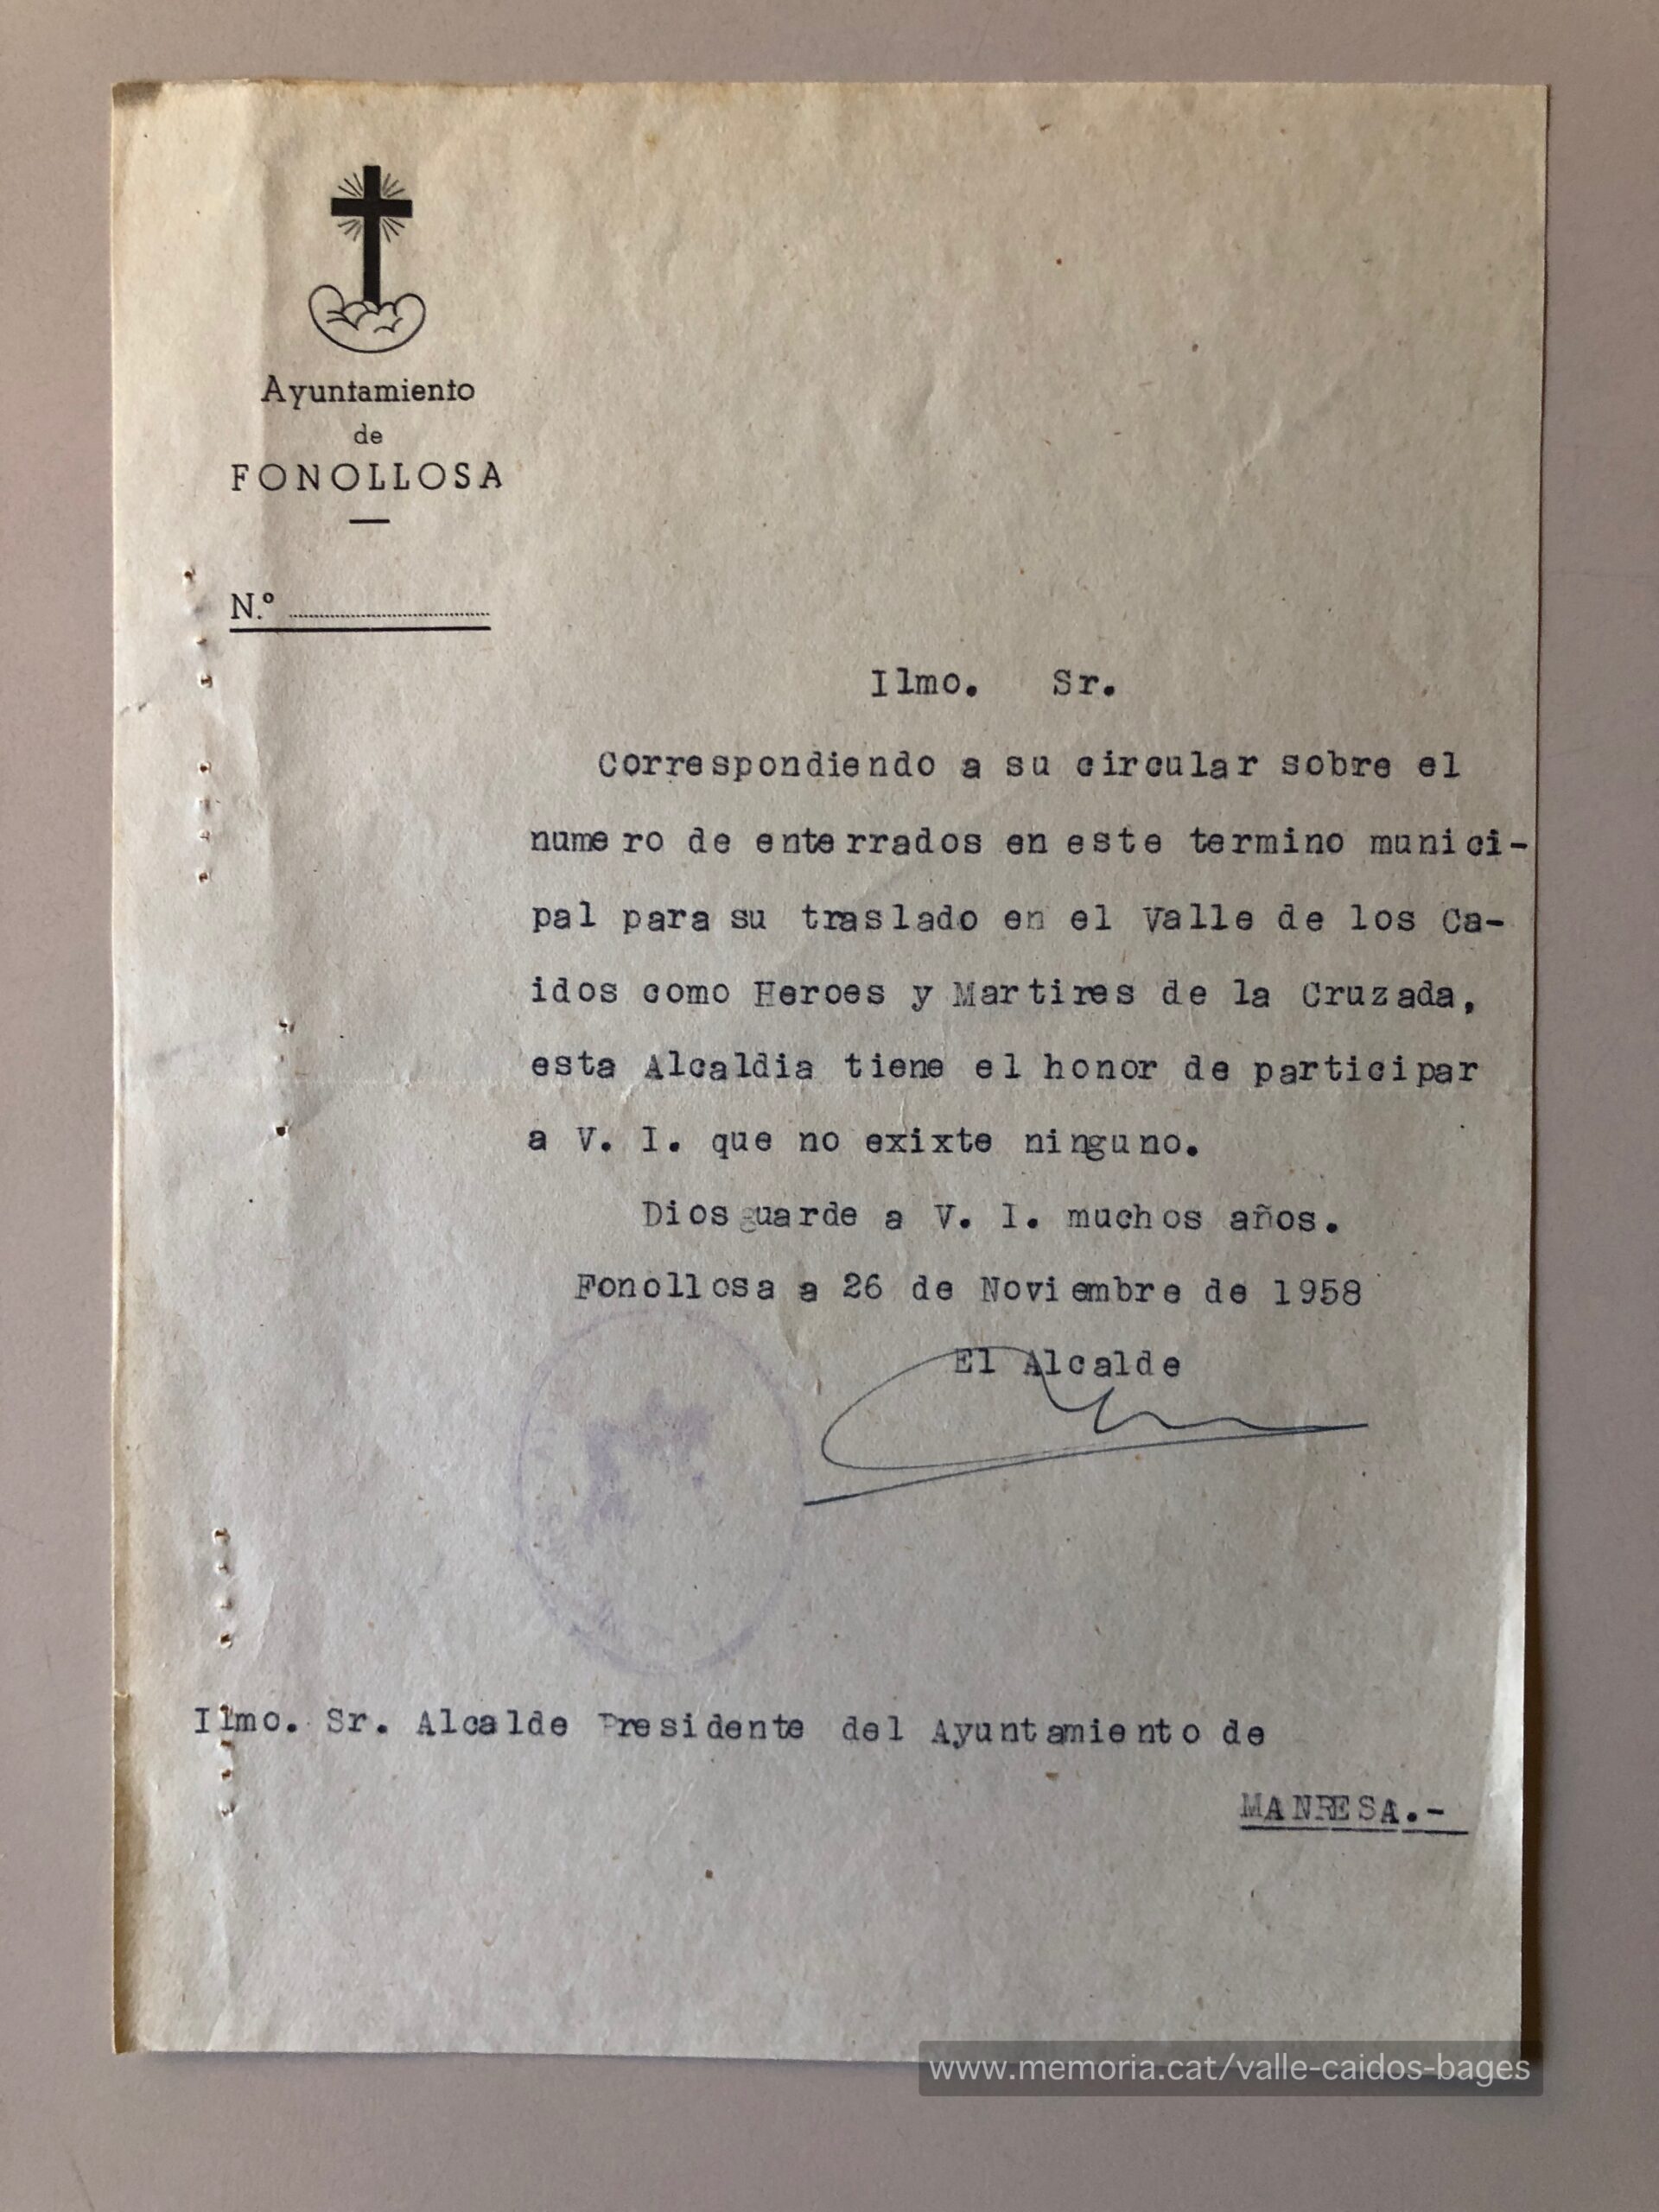 Ayuntamiento
de
FONOLLOSA
N.º
Ilmo. Sr.
Correspondiendo a su circular sobre el
numero de enterrados en este termino munici-
pal para su traslado en el Valle de los Ca-
idos como Heroes y Martires de la Cruzada,
esta Alcaldia tiene el honor de participar
a V. I. que no exixte ninguno.
Dios guarde a V. I. muchos años.
Fonollosa a 26 de Noviembre de 1958
El Alcalde
Ilmo. Sr. Alcalde Presidente del Ayuntamiento de
MANRESA.-
www.memoria.cat/valle-caidos-bages